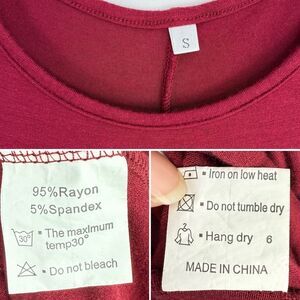 S
95%Rayon
5%Spandex
30°
• The maximum
temp30°
• Do not bleach
• Iron on low heat
• Do not tumble dry
• Hang dry 6
MADE IN CHINA